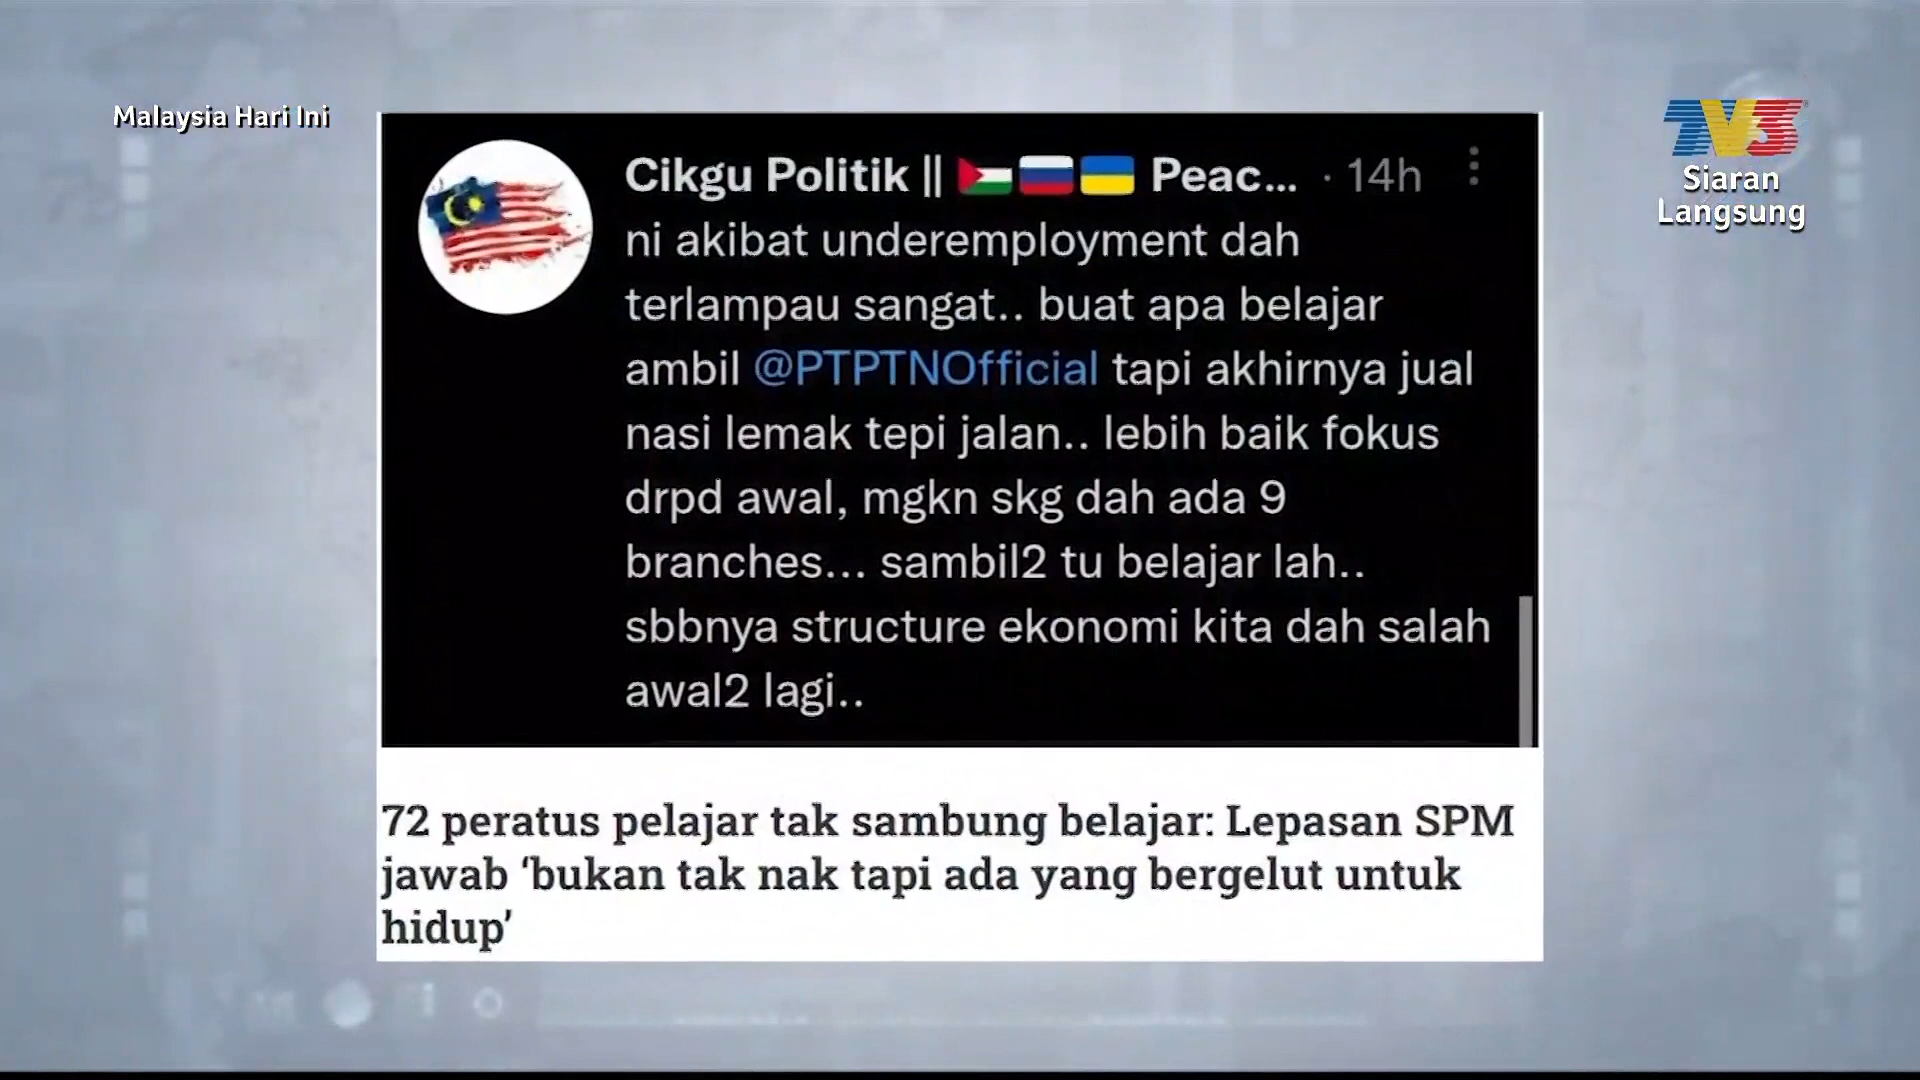 Malaysia Hari Ini
TV3
Siaran
Langsung
Cikgu Politik || 🇵🇸🇷🇺🇺🇦 Peac... · 14h
ni akibat underemployment dah
terlampau sangat.. buat apa belajar
ambil @PTPTNOfficial tapi akhirnya jual
nasi lemak tepi jalan.. lebih baik fokus
drpd awal, mgkn skg dah ada 9
branches... sambil2 tu belajar lah..
sbbnya structure ekonomi kita dah salah
awal2 lagi..
72 peratus pelajar tak sambung belajar: Lepasan SPM
jawab ‘bukan tak nak tapi ada yang bergelut untuk
hidup’